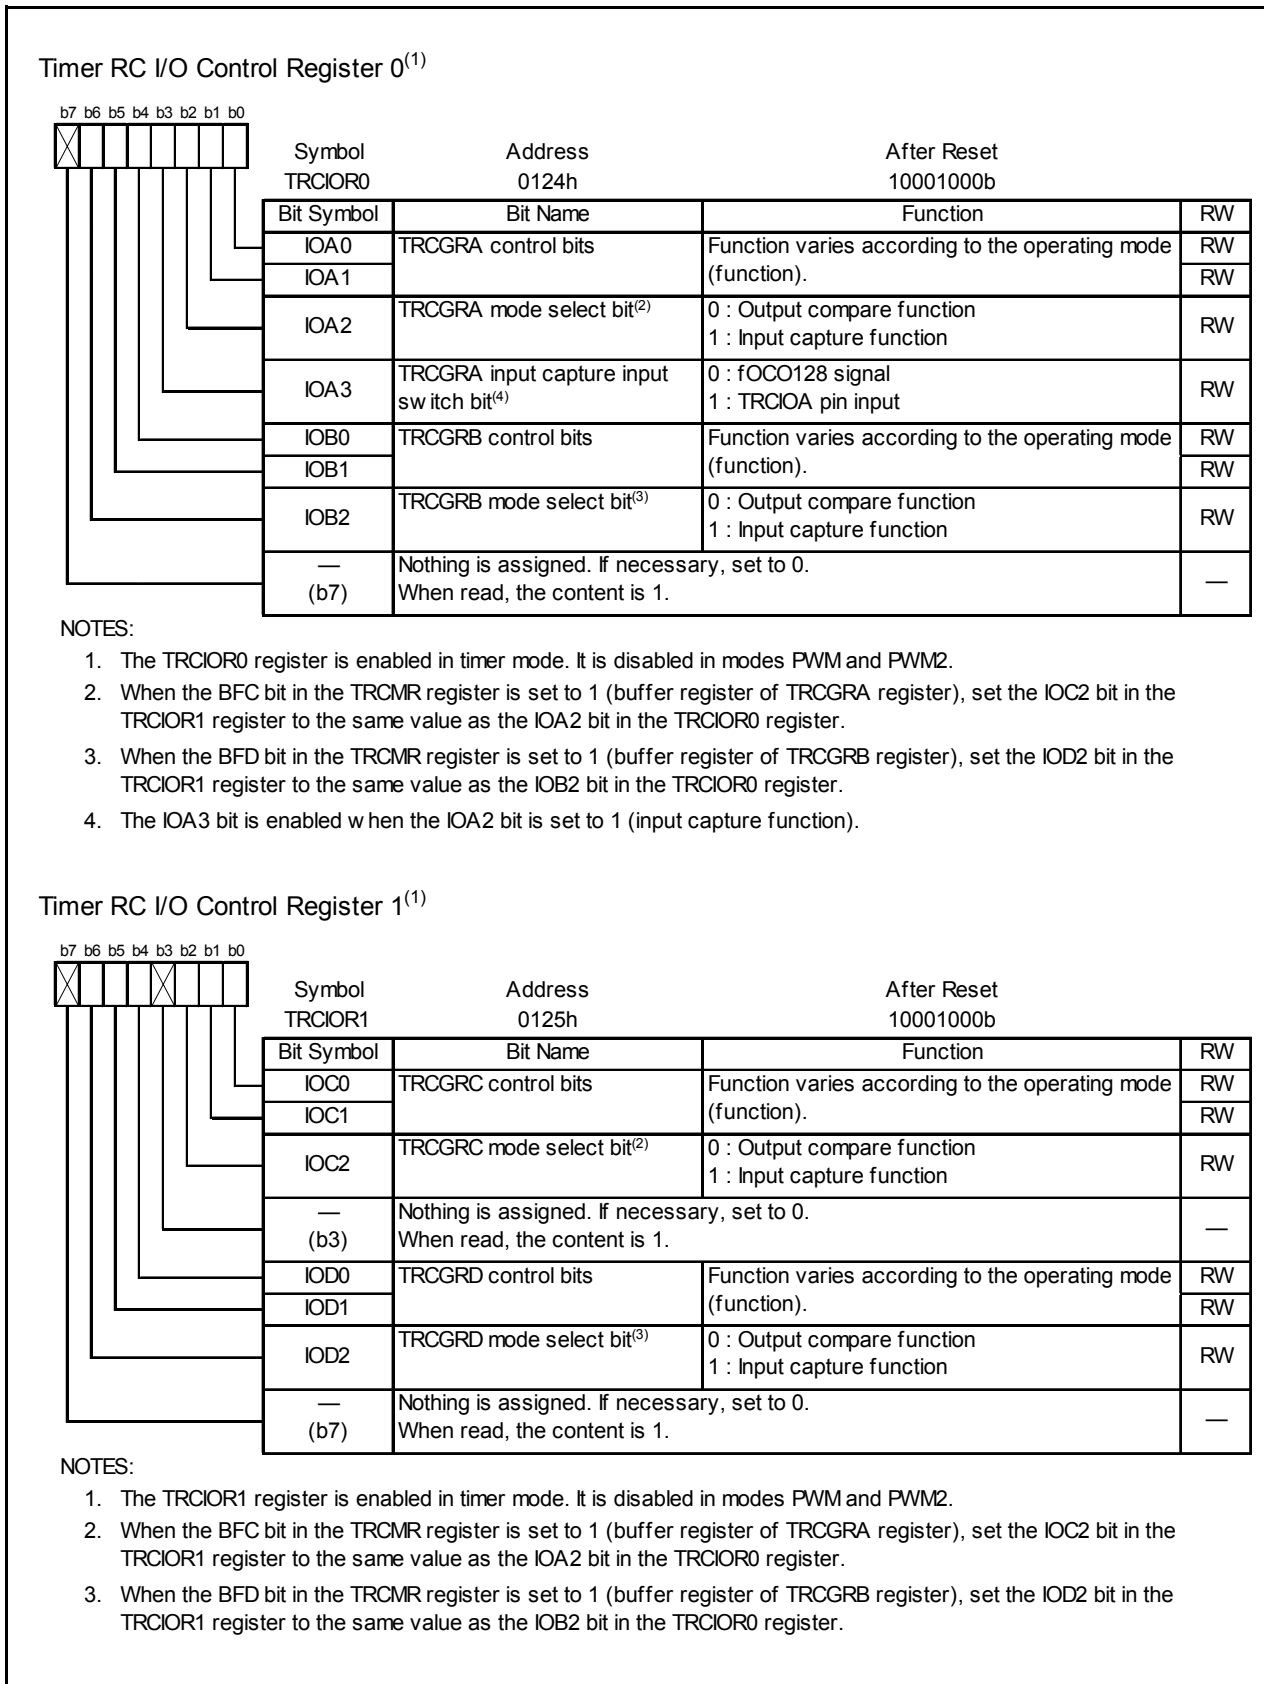 Timer RC I/O Control Register 0(1)
b7 b6 b5 b4 b3 b2 b1 b0
Symbol Address After Reset
TRCIOR0 0124h 10001000b
Bit Symbol Bit Name Function RW
IOA0 TRCGRA control bits Function varies according to the operating mode RW
IOA1 (function). RW
IOA2 TRCGRA mode select bit(2) 0 : Output compare function RW
1 : Input capture function
IOA3 TRCGRA input capture input 0 : fOCO128 signal RW
switch bit(4) 1 : TRCIOA pin input
IOB0 TRCGRB control bits Function varies according to the operating mode RW
IOB1 (function). RW
IOB2 TRCGRB mode select bit(3) 0 : Output compare function RW
1 : Input capture function
— Nothing is assigned. If necessary, set to 0. —
(b7) When read, the content is 1.
NOTES:
1. The TRCIOR0 register is enabled in timer mode. It is disabled in modes PWM and PWM2.
2. When the BFC bit in the TRCMR register is set to 1 (buffer register of TRCGRA register), set the IOC2 bit in the
TRCIOR1 register to the same value as the IOA2 bit in the TRCIOR0 register.
3. When the BFD bit in the TRCMR register is set to 1 (buffer register of TRCGRB register), set the IOD2 bit in the
TRCIOR1 register to the same value as the IOB2 bit in the TRCIOR0 register.
4. The IOA3 bit is enabled when the IOA2 bit is set to 1 (input capture function).
Timer RC I/O Control Register 1(1)
b7 b6 b5 b4 b3 b2 b1 b0
Symbol Address After Reset
TRCIOR1 0125h 10001000b
Bit Symbol Bit Name Function RW
IOC0 TRCGRC control bits Function varies according to the operating mode RW
IOC1 (function). RW
IOC2 TRCGRC mode select bit(2) 0 : Output compare function RW
1 : Input capture function
— Nothing is assigned. If necessary, set to 0. —
(b3) When read, the content is 1.
IOD0 TRCGRD control bits Function varies according to the operating mode RW
IOD1 (function). RW
IOD2 TRCGRD mode select bit(3) 0 : Output compare function RW
1 : Input capture function
— Nothing is assigned. If necessary, set to 0. —
(b7) When read, the content is 1.
NOTES:
1. The TRCIOR1 register is enabled in timer mode. It is disabled in modes PWM and PWM2.
2. When the BFC bit in the TRCMR register is set to 1 (buffer register of TRCGRA register), set the IOC2 bit in the
TRCIOR1 register to the same value as the IOA2 bit in the TRCIOR0 register.
3. When the BFD bit in the TRCMR register is set to 1 (buffer register of TRCGRB register), set the IOD2 bit in the
TRCIOR1 register to the same value as the IOB2 bit in the TRCIOR0 register.